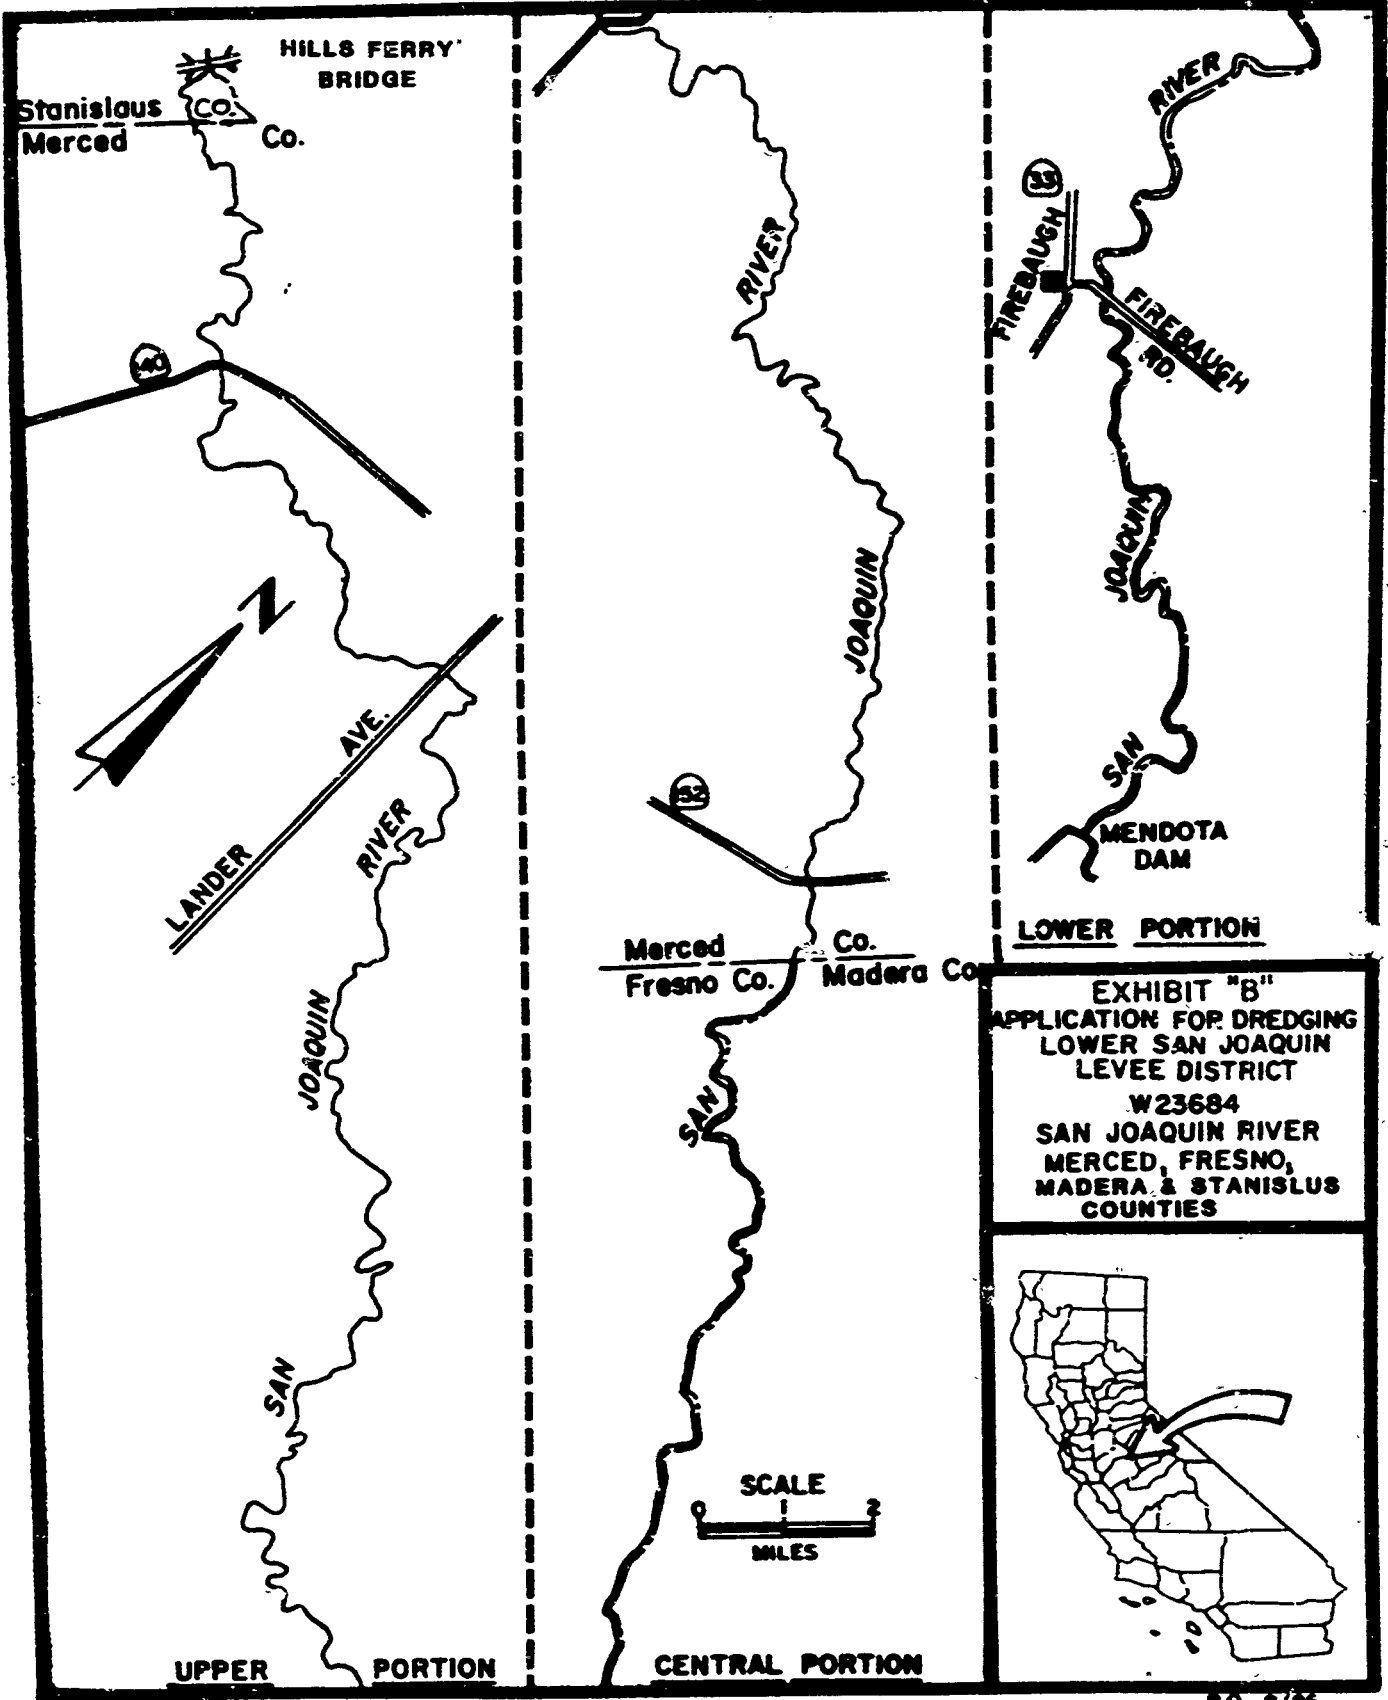 HILLS FERRY
BRIDGE
Stanislaus CO.
Merced Co.
140
N
LANDER AVE.
SAN JOAQUIN RIVER
UPPER PORTION
RIVER
JOAQUIN
152
Merced Co.
Fresno Co. Madera Co
SAN
SCALE
0 1 2
MILES
CENTRAL PORTION
RIVER
33
FIREBAUGH
FIREBAUGH
RD.
JOAQUIN
SAN
MENDOTA
DAM
LOWER PORTION
EXHIBIT "B"
APPLICATION FOR DREDGING
LOWER SAN JOAQUIN
LEVEE DISTRICT
W23684
SAN JOAQUIN RIVER
MERCED, FRESNO,
MADERA & STANISLUS
COUNTIES